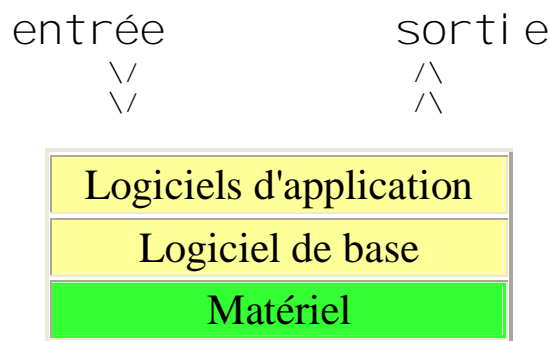 entrée sortie
\/ /\
\/ /\
Logiciels d'application
Logiciel de base
Matériel